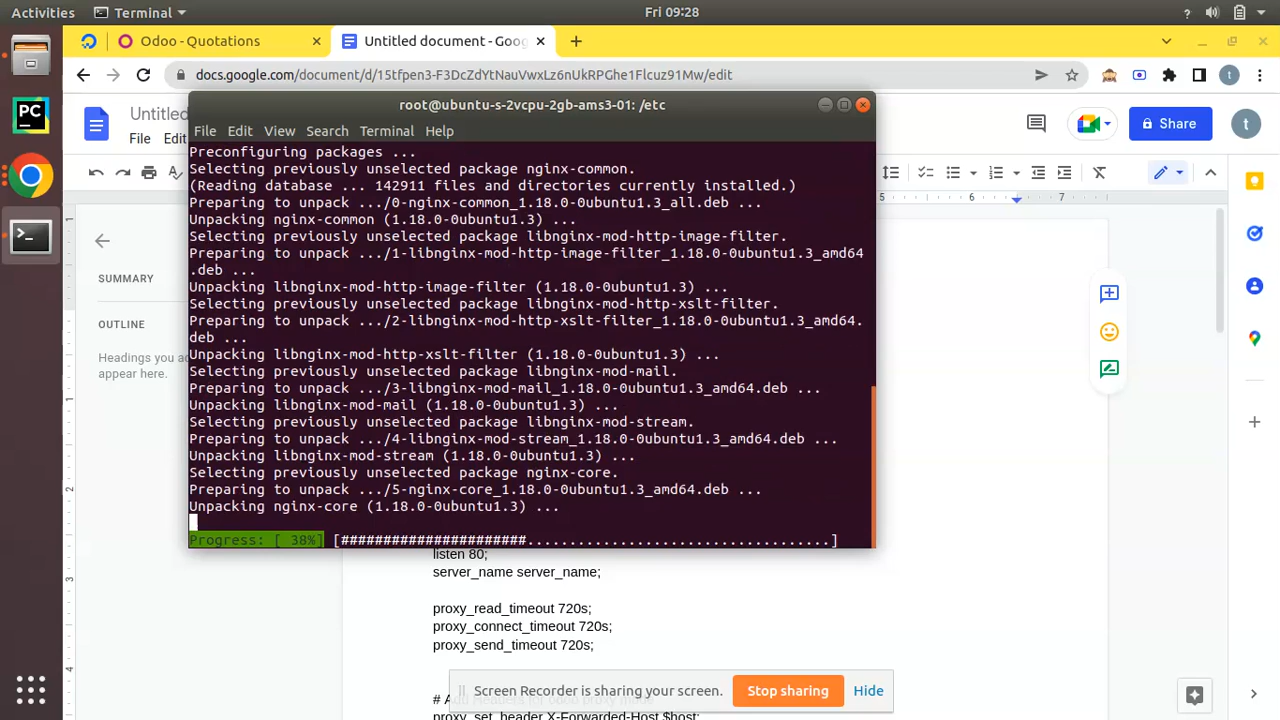 Activities
Terminal
Fri 09:28
?
Odoo - Quotations
Untitled document - Goog
docs.google.com/document/d/15tfpen3-F3DcZdYtNauVwxLz6nUkRPGhe1Flcuz91Mw/edit
t
root@ubuntu-s-2vcpu-2gb-ams3-01: /etc
Untitled
File Edit
Share
t
File Edit View Search Terminal Help
Preconfiguring packages ...
Selecting previously unselected package nginx-common.
(Reading database ... 142911 files and directories currently installed.)
Preparing to unpack .../0-nginx-common_1.18.0-0ubuntu1.3_all.deb ...
Unpacking nginx-common (1.18.0-0ubuntu1.3) ...
Selecting previously unselected package libnginx-mod-http-image-filter.
Preparing to unpack .../1-libnginx-mod-http-image-filter_1.18.0-0ubuntu1.3_amd64
.deb ...
Unpacking libnginx-mod-http-image-filter (1.18.0-0ubuntu1.3) ...
Selecting previously unselected package libnginx-mod-http-xslt-filter.
Preparing to unpack .../2-libnginx-mod-http-xslt-filter_1.18.0-0ubuntu1.3_amd64.
deb ...
Unpacking libnginx-mod-http-xslt-filter (1.18.0-0ubuntu1.3) ...
Selecting previously unselected package libnginx-mod-mail.
Preparing to unpack .../3-libnginx-mod-mail_1.18.0-0ubuntu1.3_amd64.deb ...
Unpacking libnginx-mod-mail (1.18.0-0ubuntu1.3) ...
Selecting previously unselected package libnginx-mod-stream.
Preparing to unpack .../4-libnginx-mod-stream_1.18.0-0ubuntu1.3_amd64.deb ...
Unpacking libnginx-mod-stream (1.18.0-0ubuntu1.3) ...
Selecting previously unselected package nginx-core.
Preparing to unpack .../5-nginx-core_1.18.0-0ubuntu1.3_amd64.deb ...
Unpacking nginx-core (1.18.0-0ubuntu1.3) ...
Progress: [ 38%] [######################....................................]
PC
SUMMARY
OUTLINE
Headings you ad
appear here.
5 6 7
1
2
3
4
listen 80;
server_name server_name;
proxy_read_timeout 720s;
proxy_connect_timeout 720s;
proxy_send_timeout 720s;
Screen Recorder is sharing your screen.
Stop sharing
Hide
proxy_set_header X-Forwarded-Host $host;